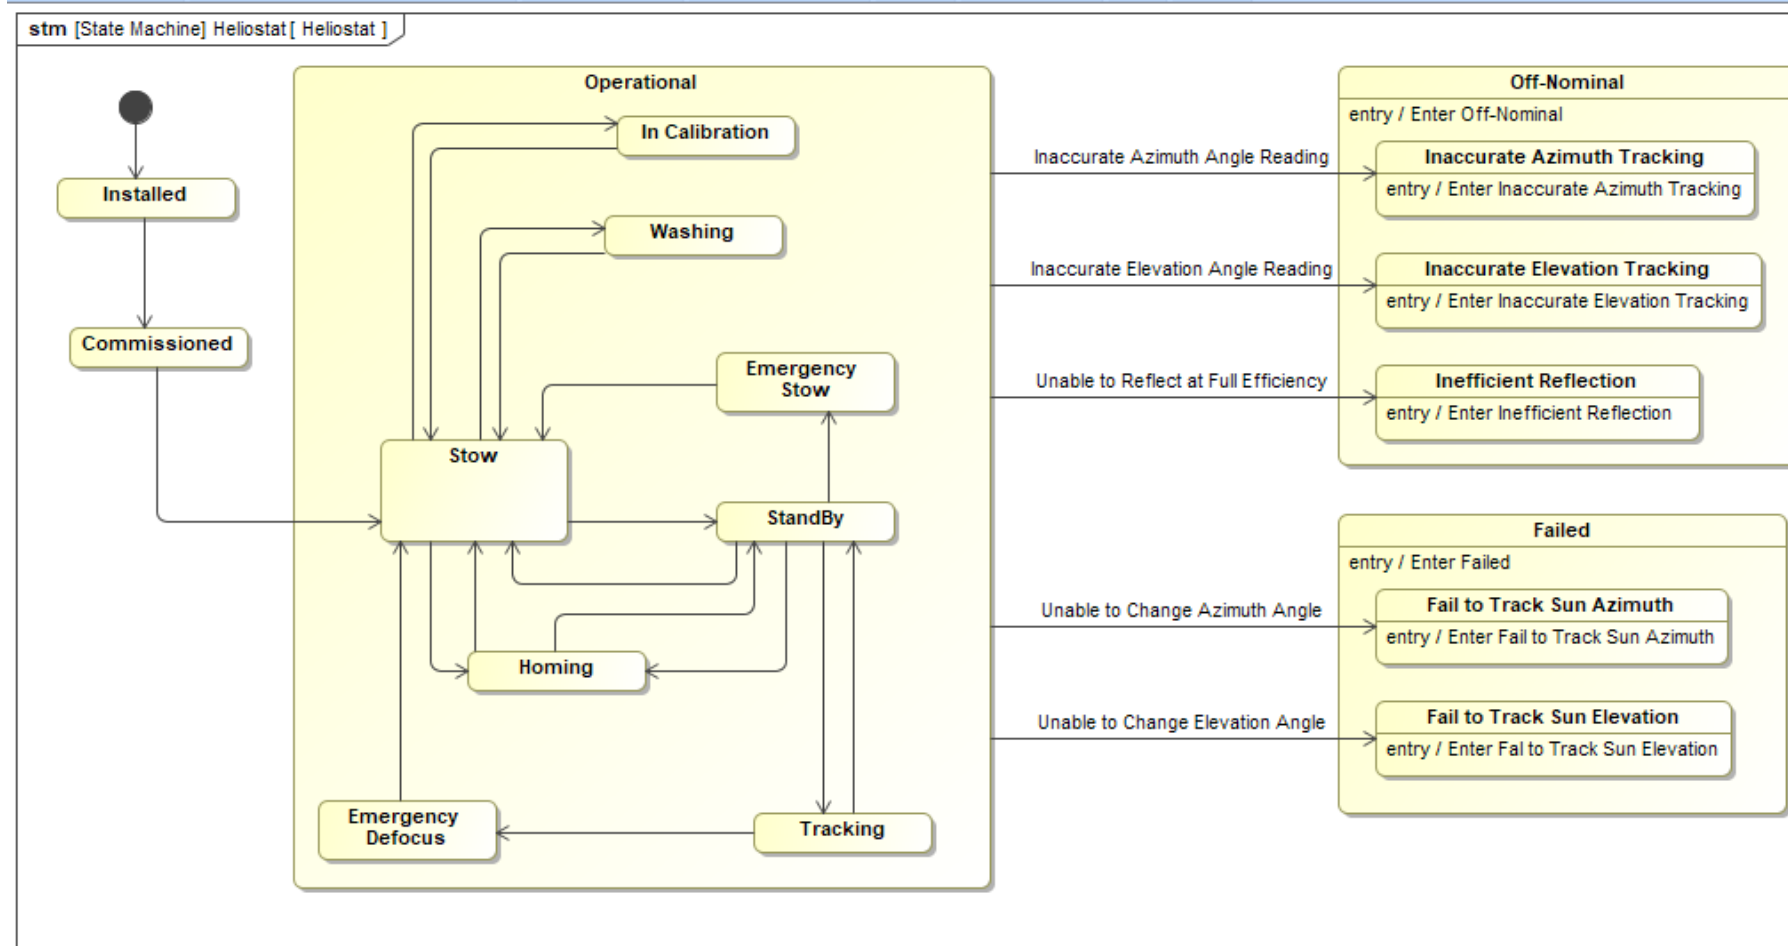 stm [State Machine] Heliostat[ Heliostat ]
Operational
In Calibration
Installed
Washing
Commissioned
Emergency
Stow
Stow
StandBy
Homing
Emergency
Defocus
Tracking
Inaccurate Azimuth Angle Reading
Inaccurate Elevation Angle Reading
Unable to Reflect at Full Efficiency
Unable to Change Azimuth Angle
Unable to Change Elevation Angle
Off-Nominal
entry / Enter Off-Nominal
Inaccurate Azimuth Tracking
entry / Enter Inaccurate Azimuth Tracking
Inaccurate Elevation Tracking
entry / Enter Inaccurate Elevation Tracking
Inefficient Reflection
entry / Enter Inefficient Reflection
Failed
entry / Enter Failed
Fail to Track Sun Azimuth
entry / Enter Fail to Track Sun Azimuth
Fail to Track Sun Elevation
entry / Enter Fal to Track Sun Elevation